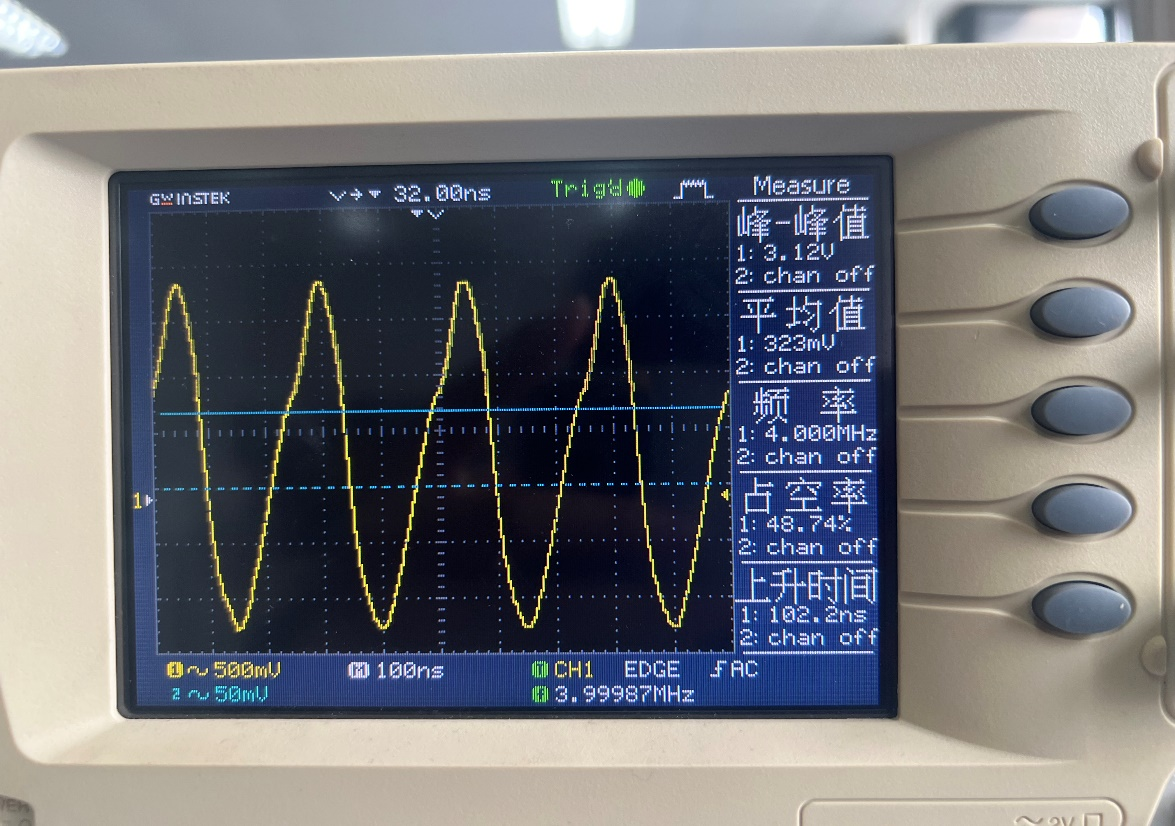 GWINSTEK
32.00ns
Trig'd
Measure
峰-峰值
1: 3.12V
2: chan off
平均值
1: 323mV
2: chan off
频 率
1: 4.000MHz
2: chan off
占空率
1: 48.74%
2: chan off
上升时间
1: 102.2ns
2: chan off
1
1 ~ 500mV
M 100ns
T CH1 EDGE AC
2 ~ 50mV
F 3.99987MHz
2V